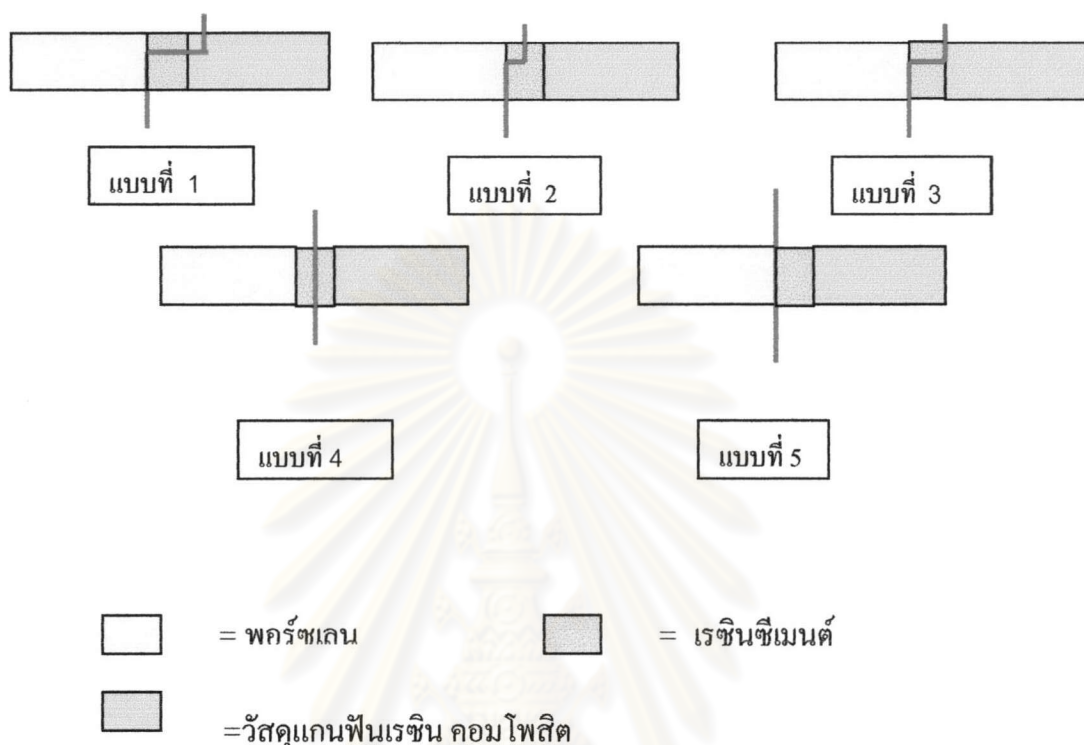 แบบที่ 1
แบบที่ 2
แบบที่ 3
แบบที่ 4
แบบที่ 5
= พอร์ซเลน
= เรซินซีเมนต์
=วัสดุแกนฟันเรซิน คอมโพสิต